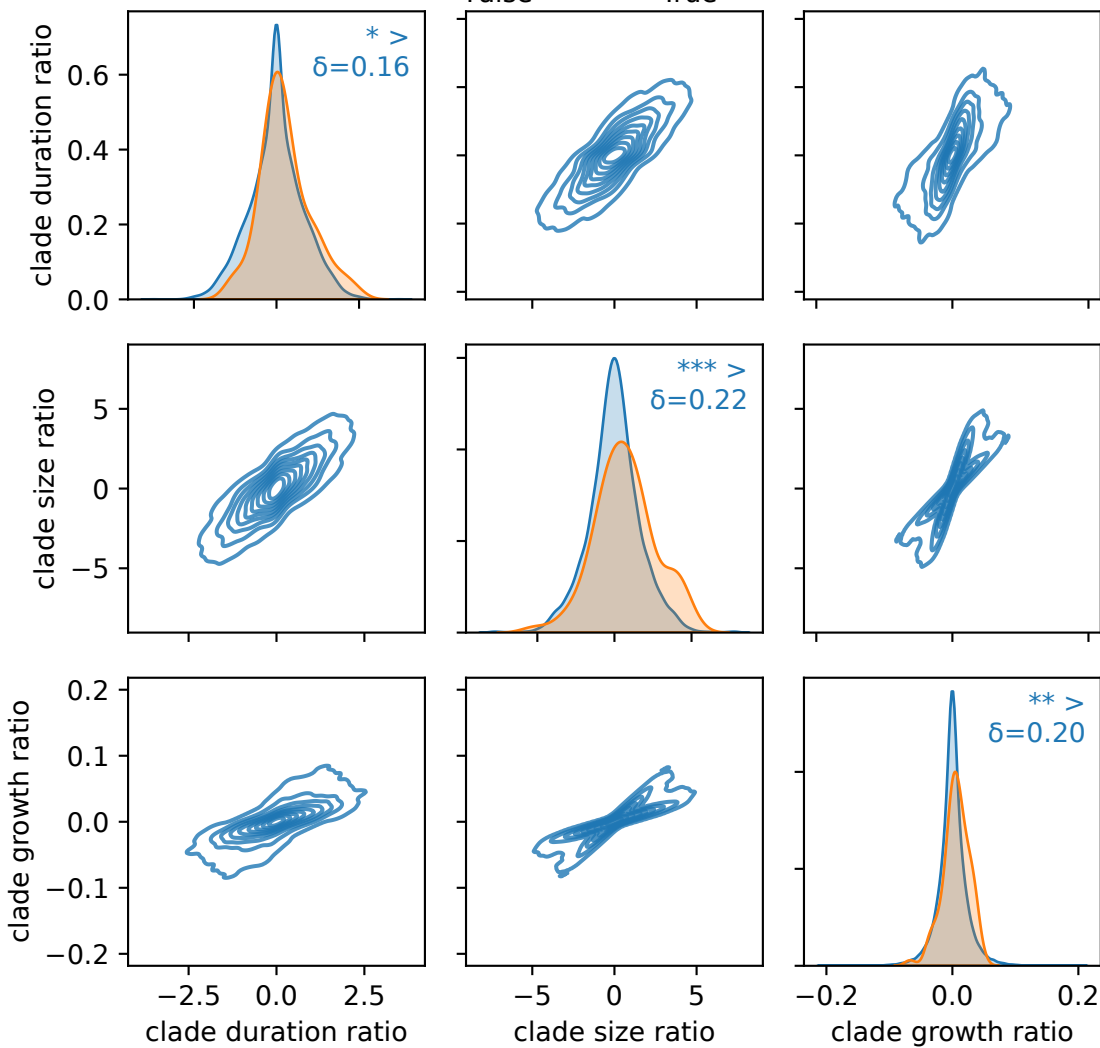 clade duration ratio
0.6
0.4
0.2
0.0
* >
δ=0.16
clade size ratio
5
0
−5
*** >
δ=0.22
clade growth ratio
0.2
0.1
0.0
−0.1
−0.2
** >
δ=0.20
−2.5 0.0 2.5
−5 0 5
−0.2 0.0 0.2
clade duration ratio
clade size ratio
clade growth ratio